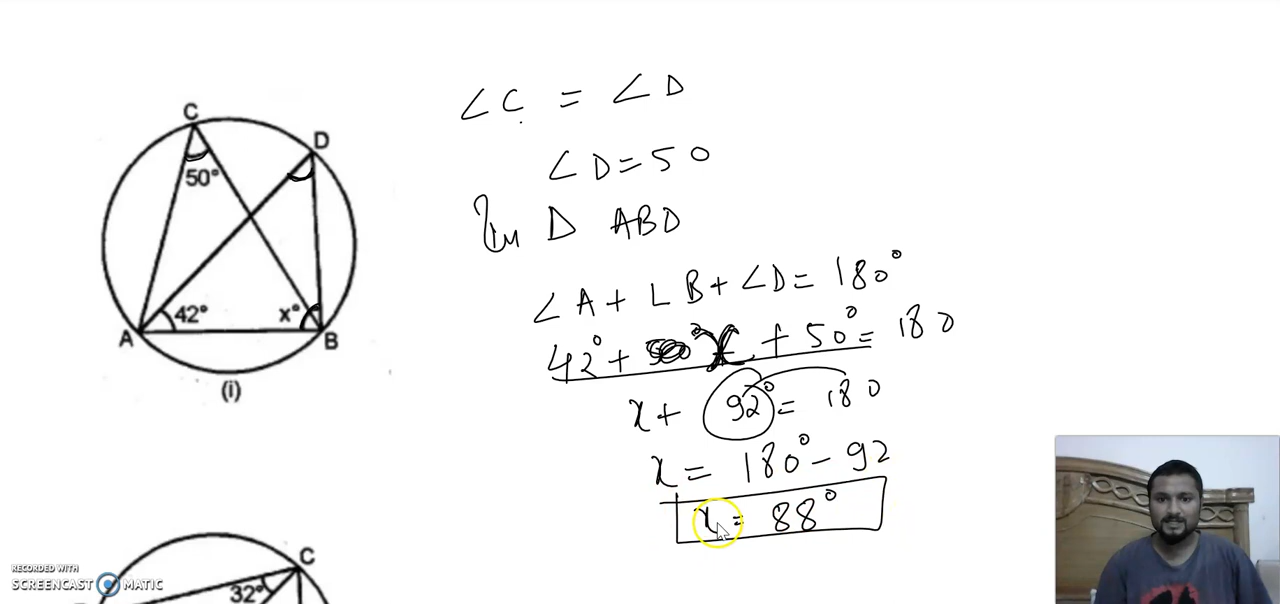 ∠C = ∠D
∠D = 50
In Δ ABD
∠A + ∠B + ∠D = 180°
42° + x + 50° = 180
x + 92° = 180
x = 180° - 92
x = 88°
C
D
50°
42°
x°
A
B
(i)
C
32°
RECORDED WITH
SCREENCAST MATIC